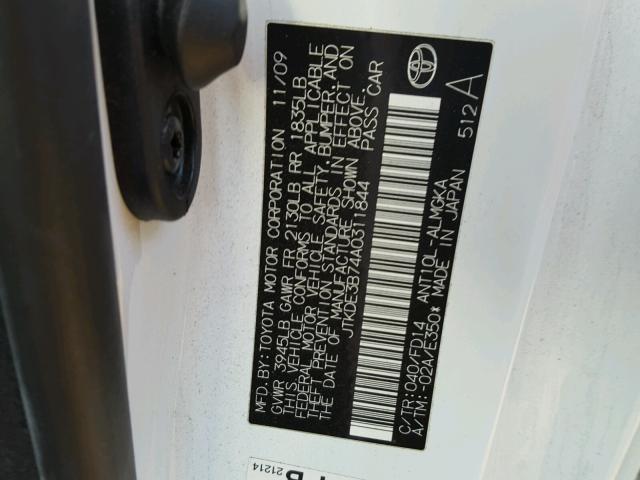 MFD.BY:TOYOTA MOTOR CORPORATION 11/09
GVWR 3945LB GAWR FR 2130LB RR 1835LB
THIS VEHICLE CONFORMS TO ALL APPLICABLE
FEDERAL MOTOR VEHICLE SAFETY, BUMPER, AND
THEFT PREVENTION STANDARDS IN EFFECT ON
THE DATE OF MANUFACTURE SHOWN ABOVE.
JTKDE3B74A0311844 PASS.CAR
C/TR:040/FD14 ANT10L-ALMGKA
A/TM:-02A/E350* MADE IN JAPAN 512A
21214